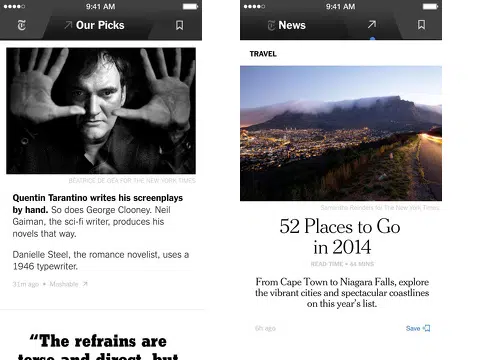 9:41 AM
Our Picks
BÉATRICE DE GÉA FOR THE NEW YORK TIMES
Quentin Tarantino writes his screenplays
by hand. So does George Clooney. Neil
Gaiman, the sci-fi writer, produces his
novels that way.
Danielle Steel, the romance novelist, uses a
1946 typewriter.
31m ago • Mashable
“The refrains are
terse and direct, but
9:41 AM
News
TRAVEL
Samantha Reinders for The New York Times
52 Places to Go
in 2014
READ TIME • 44 MINS
From Cape Town to Niagara Falls, explore
the vibrant cities and spectacular coastlines
on this year's list.
6h ago
Save